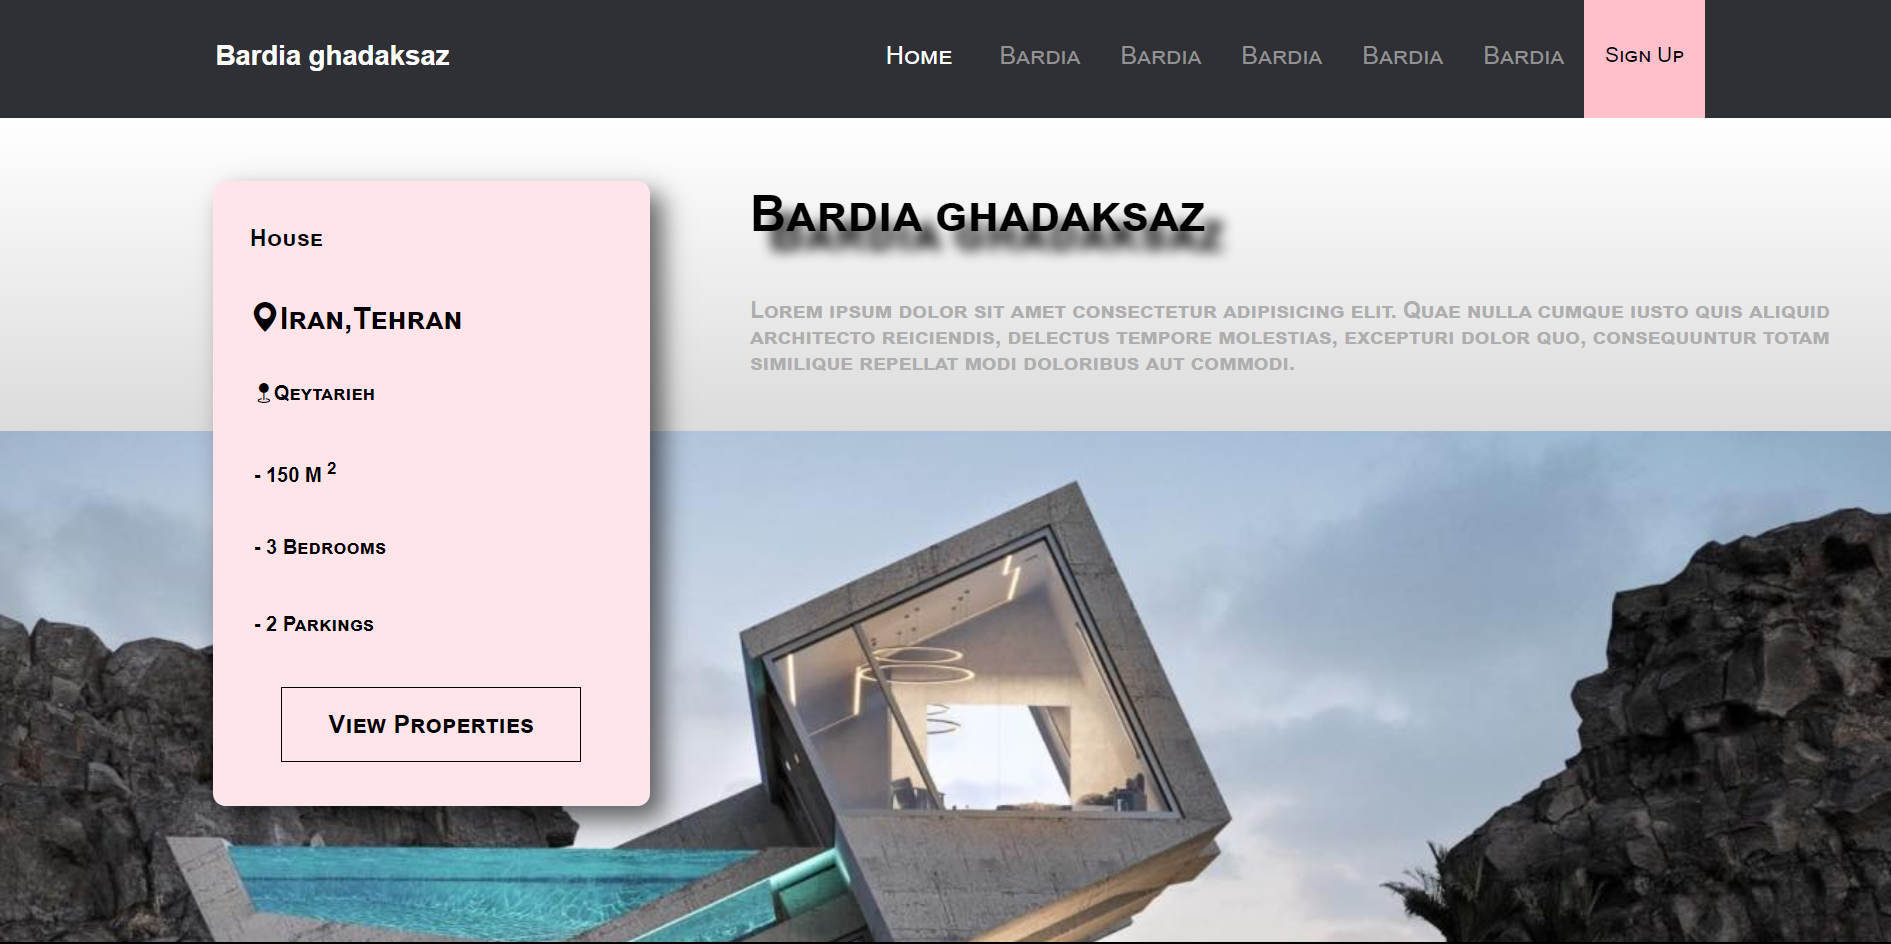 Bardia ghadaksaz
Home Bardia Bardia Bardia Bardia Bardia Sign Up
House
Iran,Tehran
Qeytarieh
- 150 M 2
- 3 Bedrooms
- 2 Parkings
View Properties
Bardia ghadaksaz
Lorem ipsum dolor sit amet consectetur adipisicing elit. Quae nulla cumque iusto quis aliquid
architecto reiciendis, delectus tempore molestias, excepturi dolor quo, consequuntur totam
similique repellat modi doloribus aut commodi.